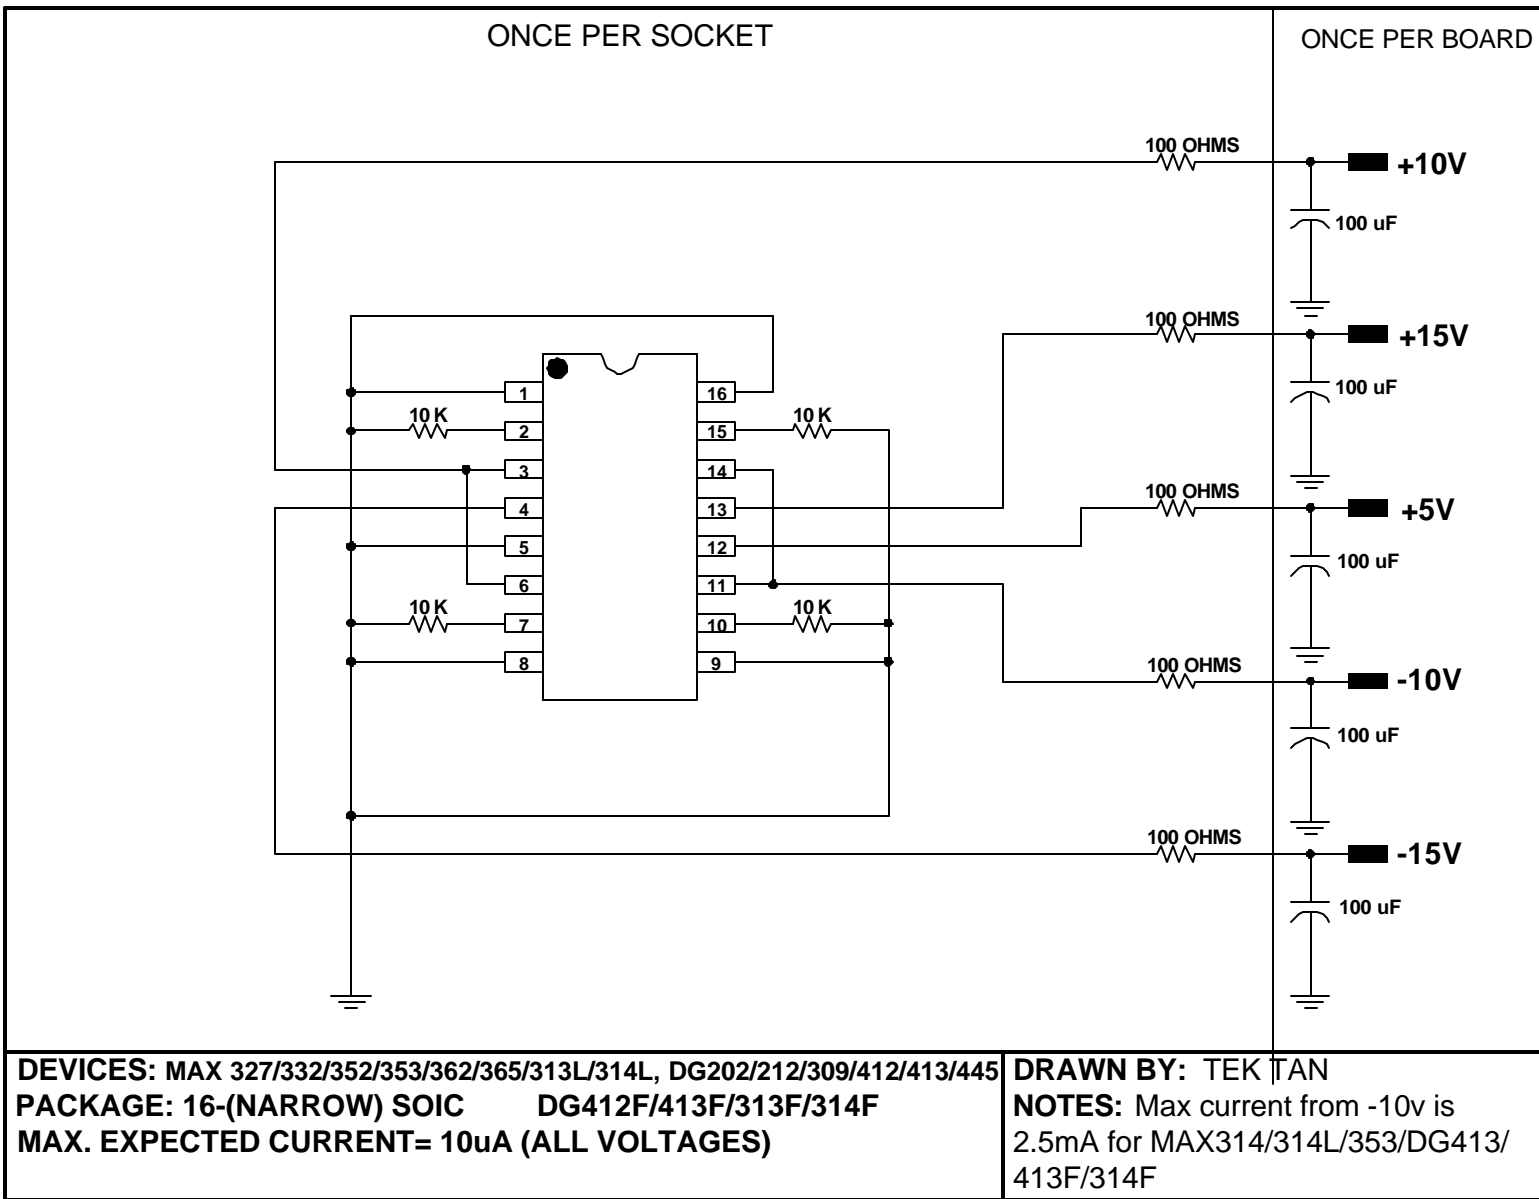 ONCE PER SOCKET
ONCE PER BOARD
100 OHMS
+10V
100 uF
100 OHMS
+15V
100 uF
100 OHMS
+5V
100 uF
100 OHMS
-10V
100 uF
100 OHMS
-15V
100 uF
1
16
10 K
2
15
10 K
3
14
4
13
5
12
6
11
10 K
7
10
10 K
8
9
DEVICES: MAX 327/332/352/353/362/365/313L/314L, DG202/212/309/412/413/445
PACKAGE: 16-(NARROW) SOIC DG412F/413F/313F/314F
MAX. EXPECTED CURRENT= 10uA (ALL VOLTAGES)
DRAWN BY: TEK TAN
NOTES: Max current from -10v is
2.5mA for MAX314/314L/353/DG413/
413F/314F